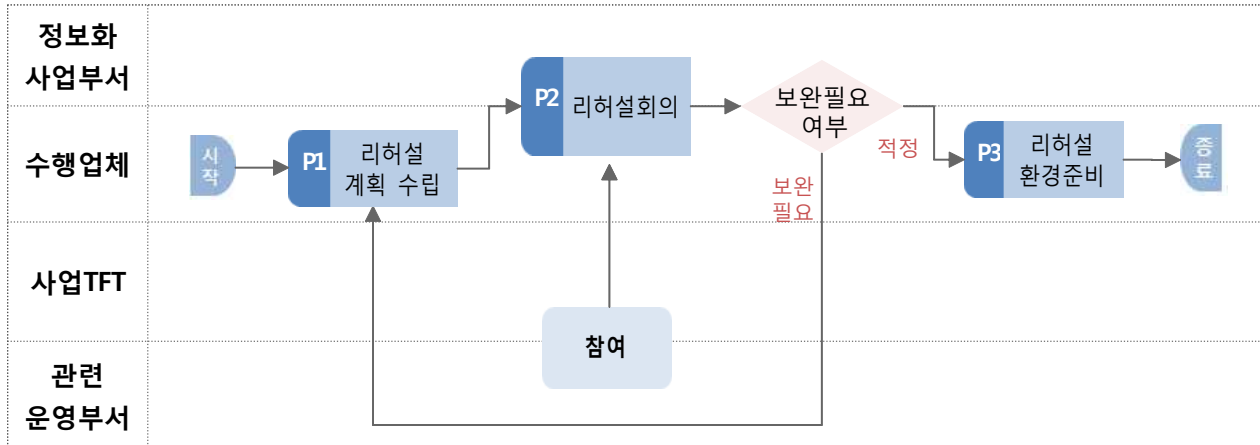 정보화
사업부서
P2
리허설회의
보완필요
여부
수행업체
시
작
P1
리허설
계획 수립
적정
P3
리허설
환경준비
종
료
보완
필요
사업TFT
참여
관련
운영부서